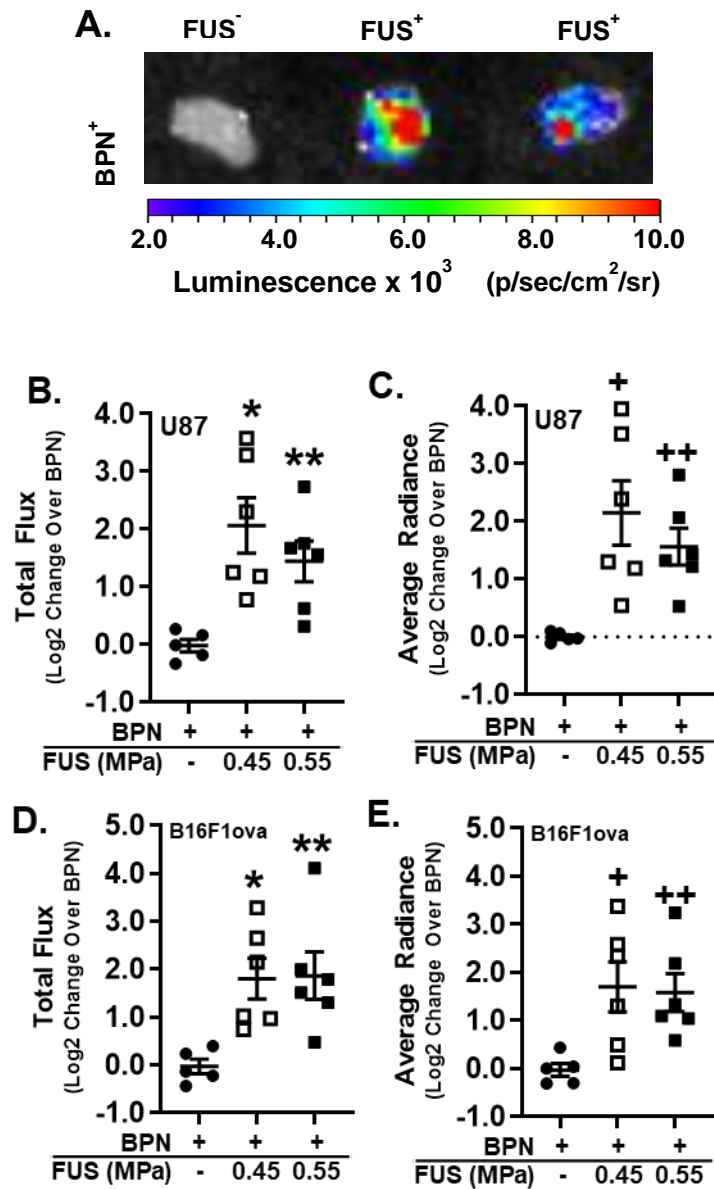 A.
FUS⁻ FUS⁺ FUS⁺
BPN⁺
2.0 4.0 6.0 8.0 10.0
Luminescence x 10³ (p/sec/cm²/sr)
B.
U87
*
**
Total Flux
(Log2 Change Over BPN)
4.0
3.0
2.0
1.0
0.0
-1.0
BPN + + +
FUS (MPa) - 0.45 0.55
C.
U87
+
++
Average Radiance
(Log2 Change Over BPN)
4.0
3.0
2.0
1.0
0.0
-1.0
BPN + + +
FUS (MPa) - 0.45 0.55
D.
B16F1ova
*
**
Total Flux
(Log2 Change Over BPN)
5.0
4.0
3.0
2.0
1.0
0.0
-1.0
BPN + + +
FUS (MPa) - 0.45 0.55
E.
B16F1ova
+
++
Average Radiance
(Log2 Change Over BPN)
5.0
4.0
3.0
2.0
1.0
0.0
-1.0
BPN + + +
FUS (MPa) - 0.45 0.55